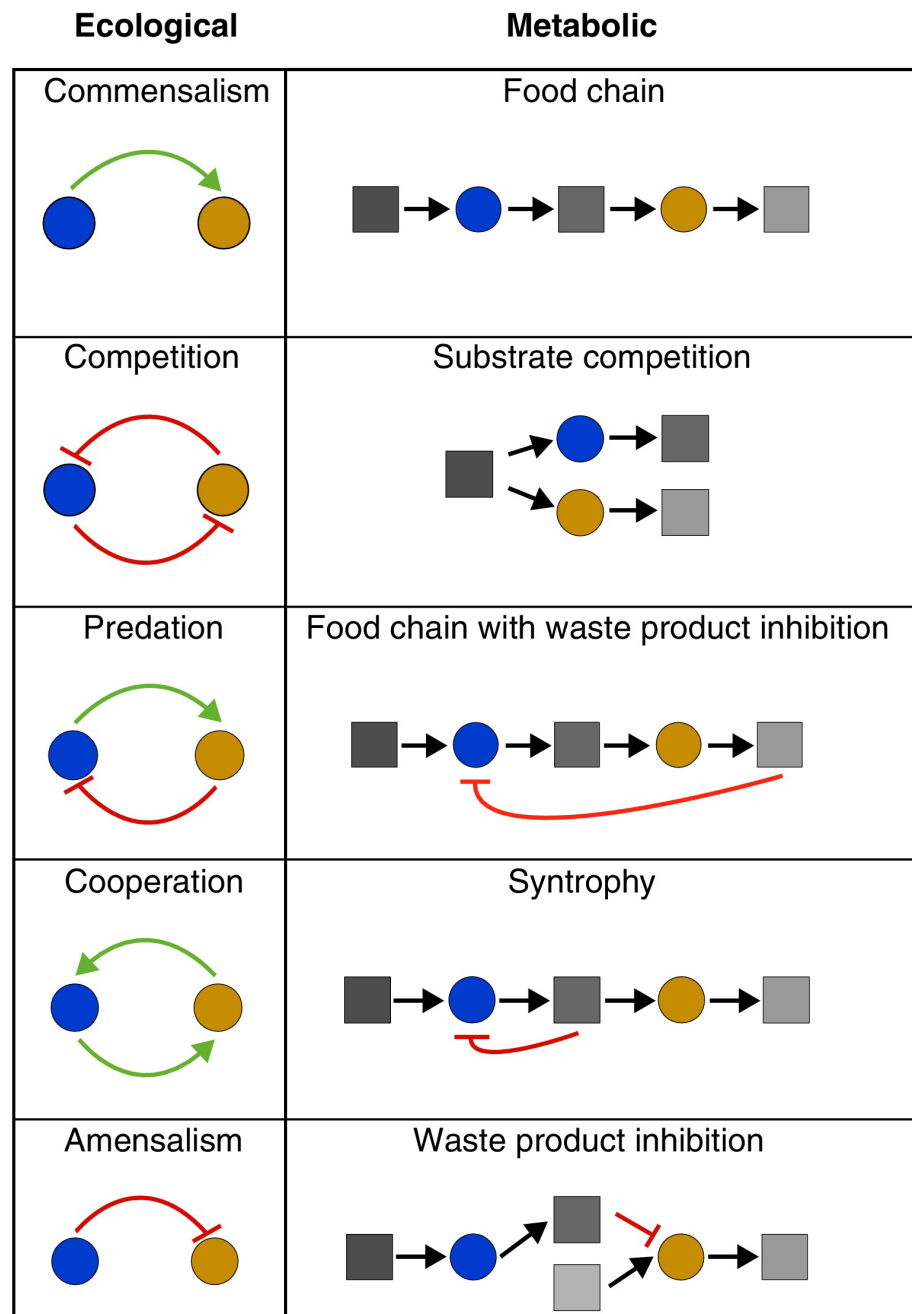 Ecological
Metabolic
Commensalism
Food chain
Competition
Substrate competition
Predation
Food chain with waste product inhibition
Cooperation
Syntrophy
Amensalism
Waste product inhibition